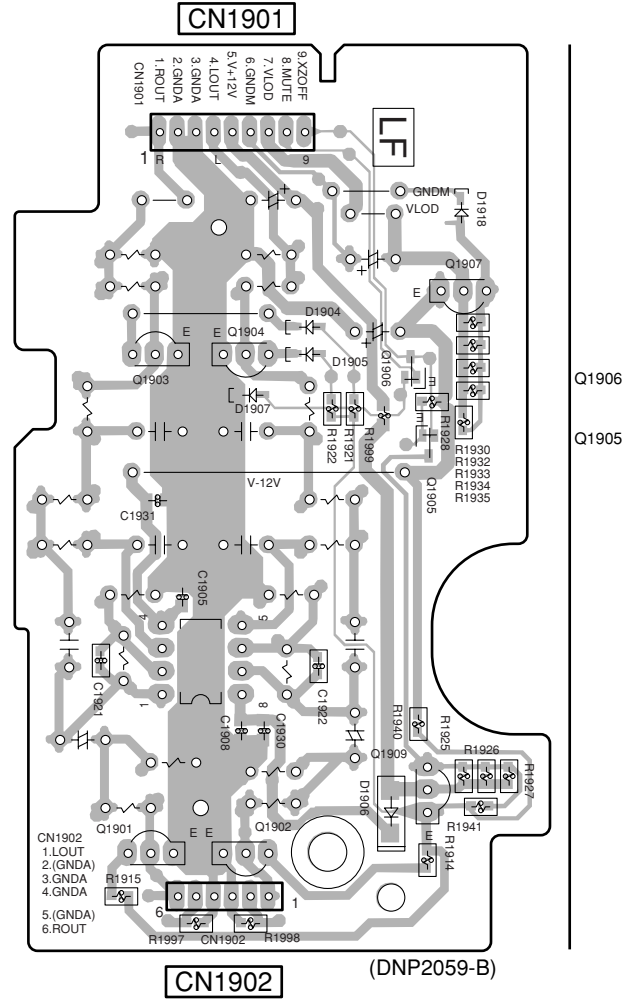 CN1901
CN1901
1.ROUT
2.GNDA
3.GNDA
4.LOUT
5.V+12V
6.GNDM
7.VLOD
8.MUTE
9.XZOFF
LF
1 R L 9
+
GNDM
VLOD
D1918
+
Q1907
E
D1904
+
E E Q1904
Q1903
D1905
Q1906
E
D1907
R1922
R1921
R1999
R1928
E
Q1905
R1930
R1932
R1933
R1934
R1935
Q1906
Q1905
V-12V
C1931
C1905
4
5
1
8
C1921
C1922
C1908
C1930
R1940
R1925
Q1909
R1926
R1927
D1906
R1941
E
R1914
Q1901
E E
Q1902
CN1902
1.LOUT
2.(GNDA)
3.GNDA
4.GNDA
5.(GNDA)
6.ROUT
R1915
6
1
R1997
CN1902
R1998
CN1902
(DNP2059-B)